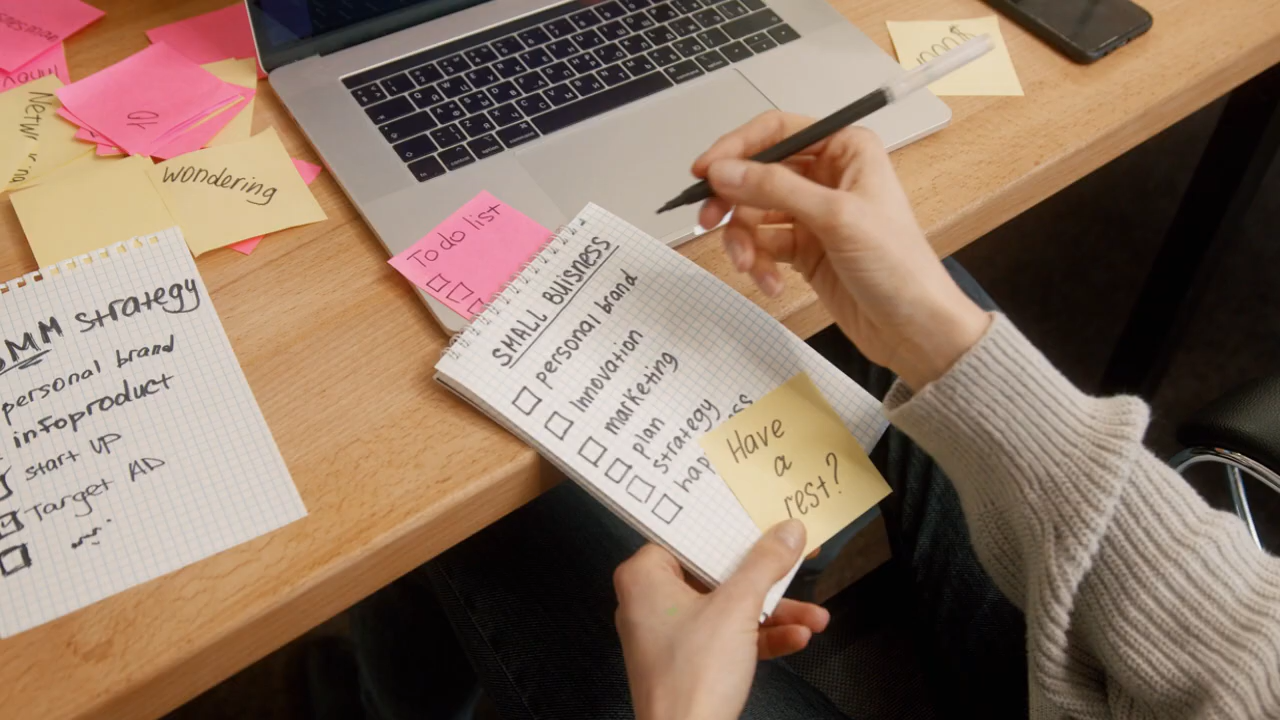 wondering
To do list
SMM strategy
personal brand
infoproduct
start UP
Target AD
SMALL BUISNESS
personal brand
Innovation
marketing
plan
strategy
Have
a
rest?